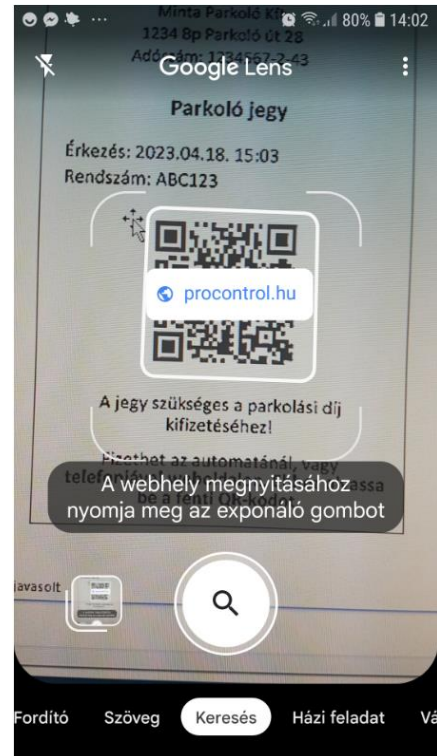 80% 14:02
Minta Parkoló Kft
1234 Bp Parkoló út 28
Adószám: 1234567-2-43
Google Lens
Parkoló jegy
Érkezés: 2023.04.18. 15:03
Rendszám: ABC123
procontrol.hu
A jegy szükséges a parkolási díj
kifizetéséhez!
Fizethet az automatánál, vagy
be a fenti QR-kódot
A webhely megnyitásához
nyomja meg az exponáló gombot
javasolt
Fordító Szöveg Keresés Házi feladat